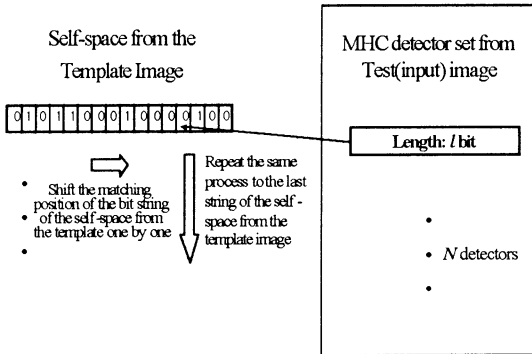 Self-space from the
Template Image
0 1 0 1 1 0 0 0 1 0 0 0 0 1 0 0
Shift the matching
position of the bit string
of the self-space from
the template one by one
Repeat the same
process to the last
string of the self-
space from the
template image
MHC detector set from
Test(input) image
Length: l bit
N detectors